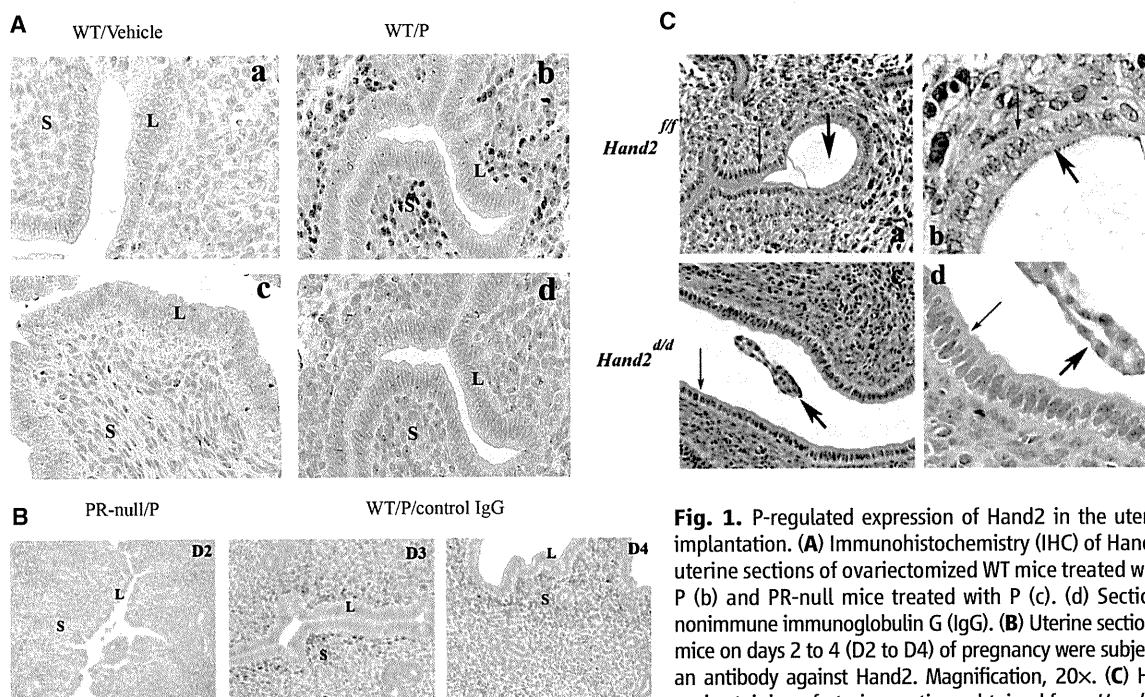 A
WT/Vehicle
WT/P
a
S
L
b
L
S
c
L
S
d
L
S
PR-null/P
WT/P/control IgG
B
D2
L
S
D3
L
S
D4
L
S
C
Hand2 f/f
a
b
Hand2 d/d
c
d
Fig. 1. P-regulated expression of Hand2 in the uter
implantation. (A) Immunohistochemistry (IHC) of Hand
uterine sections of ovariectomized WT mice treated w
P (b) and PR-null mice treated with P (c). (d) Sectio
nonimmune immunoglobulin G (IgG). (B) Uterine section
mice on days 2 to 4 (D2 to D4) of pregnancy were subje
an antibody against Hand2. Magnification, 20×. (C) H